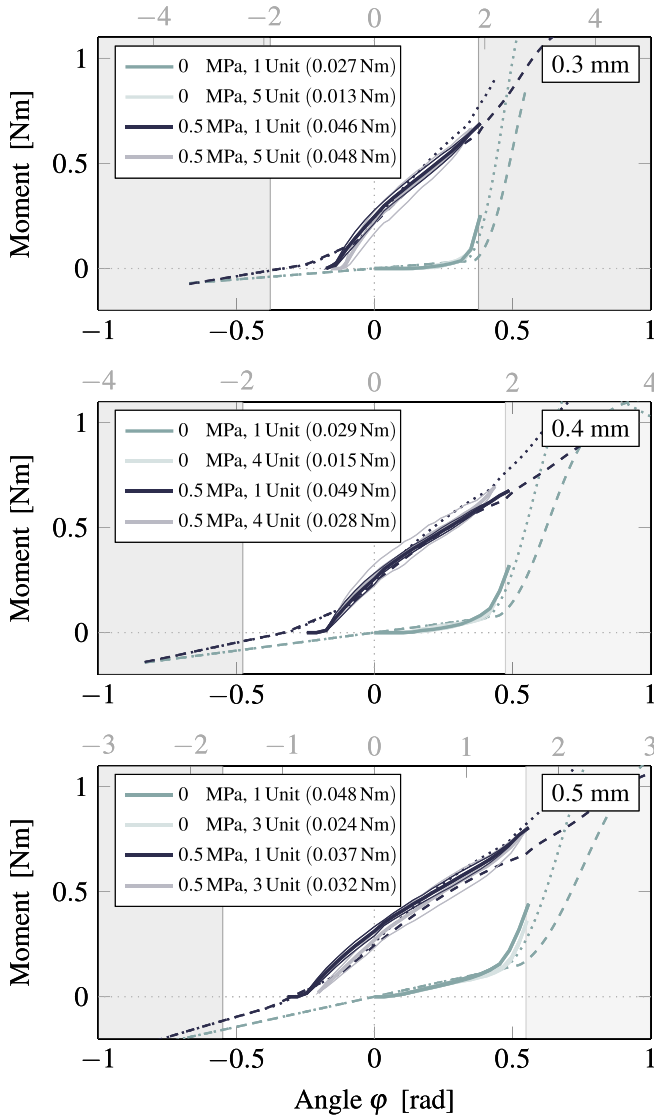 −4 −2 0 2 4
1
0.5
0
Moment [Nm]
0 MPa, 1 Unit (0.027 Nm)
0 MPa, 5 Unit (0.013 Nm)
0.5 MPa, 1 Unit (0.046 Nm)
0.5 MPa, 5 Unit (0.048 Nm)
0.3 mm
−1 −0.5 0 0.5 1
−4 −2 0 2 4
1
0.5
0
Moment [Nm]
0 MPa, 1 Unit (0.029 Nm)
0 MPa, 4 Unit (0.015 Nm)
0.5 MPa, 1 Unit (0.049 Nm)
0.5 MPa, 4 Unit (0.028 Nm)
0.4 mm
−1 −0.5 0 0.5 1
−3 −2 −1 0 1 2 3
1
0.5
0
Moment [Nm]
0 MPa, 1 Unit (0.048 Nm)
0 MPa, 3 Unit (0.024 Nm)
0.5 MPa, 1 Unit (0.037 Nm)
0.5 MPa, 3 Unit (0.032 Nm)
0.5 mm
−1 −0.5 0 0.5 1
Angle φ [rad]